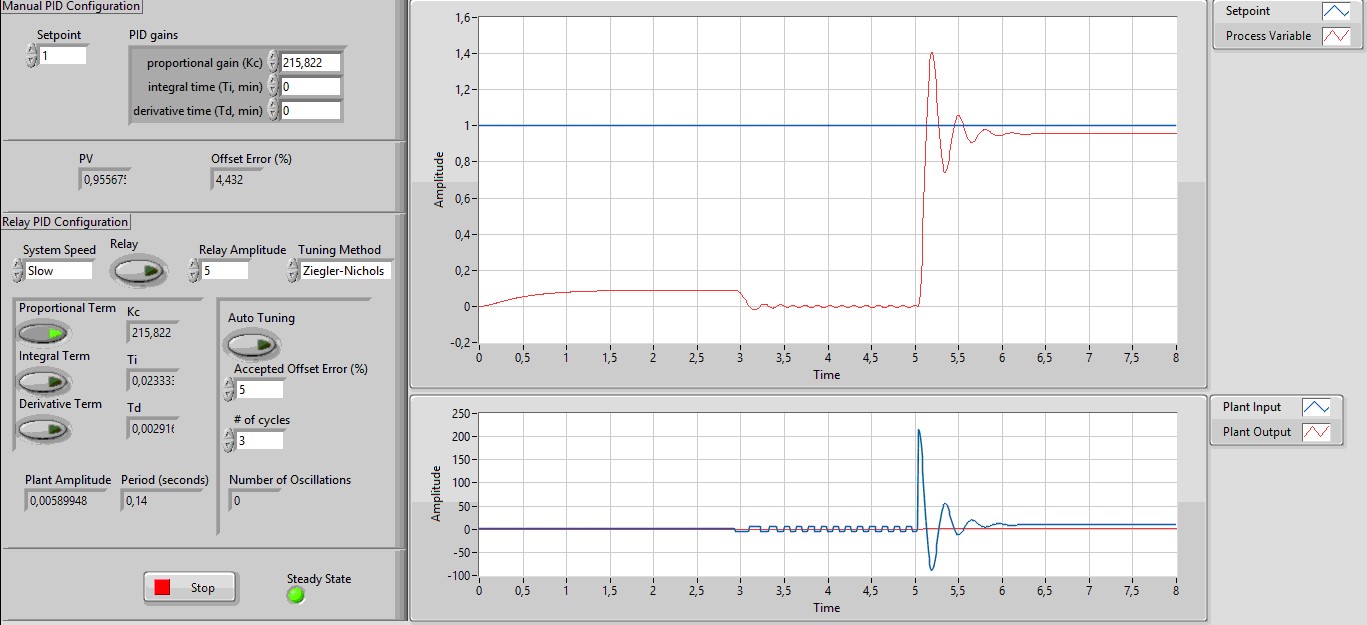 Manual PID Configuration
Setpoint
1
PID gains
proportional gain (Kc) 215,822
integral time (Ti, min) 0
derivative time (Td, min) 0
PV
0,955675
Offset Error (%)
4,432
Relay PID Configuration
System Speed
Slow
Relay
Relay Amplitude
5
Tuning Method
Ziegler-Nichols
Proportional Term
Kc
215,822
Integral Term
Ti
0,02333
Derivative Term
Td
0,002916
Auto Tuning
Accepted Offset Error (%)
5
# of cycles
3
Plant Amplitude
0,00589948
Period (seconds)
0,14
Number of Oscillations
0
Stop
Steady State
Amplitude
1,6
1,4
1,2
1
0,8
0,6
0,4
0,2
0
-0,2
0 0,5 1 1,5 2 2,5 3 3,5 4 4,5 5 5,5 6 6,5 7 7,5 8
Time
Setpoint
Process Variable
Amplitude
250
200
150
100
50
0
-50
-100
0 0,5 1 1,5 2 2,5 3 3,5 4 4,5 5 5,5 6 6,5 7 7,5 8
Time
Plant Input
Plant Output